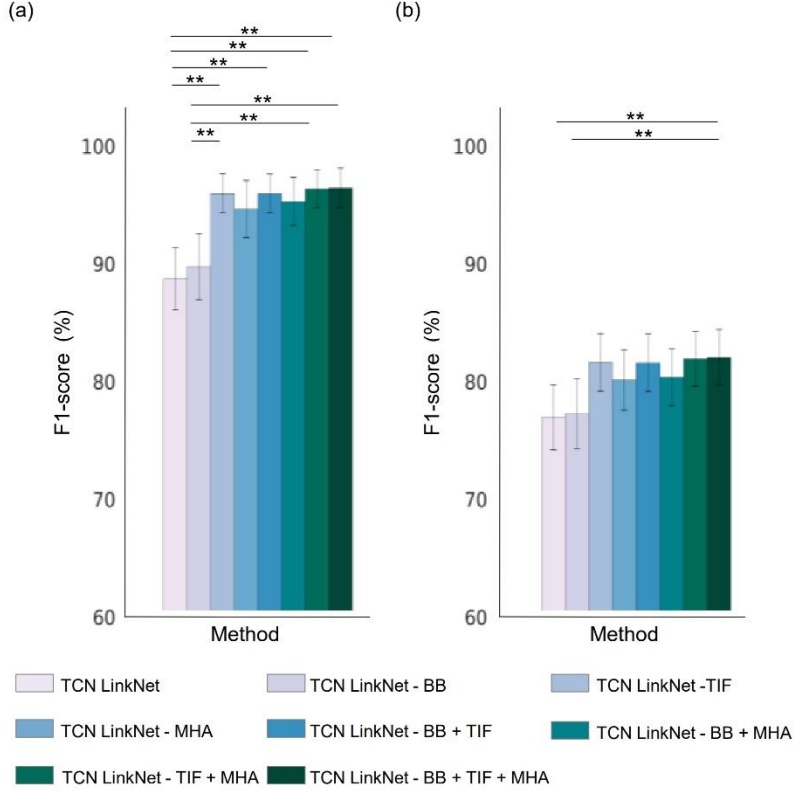 (a)
**
**
**
**
**
**
**
100
90
80
70
60
F1-score (%)
Method
(b)
**
**
100
90
80
70
60
F1-score (%)
Method
TCN LinkNet
TCN LinkNet - BB
TCN LinkNet -TIF
TCN LinkNet - MHA
TCN LinkNet - BB + TIF
TCN LinkNet - BB + MHA
TCN LinkNet - TIF + MHA
TCN LinkNet - BB + TIF + MHA